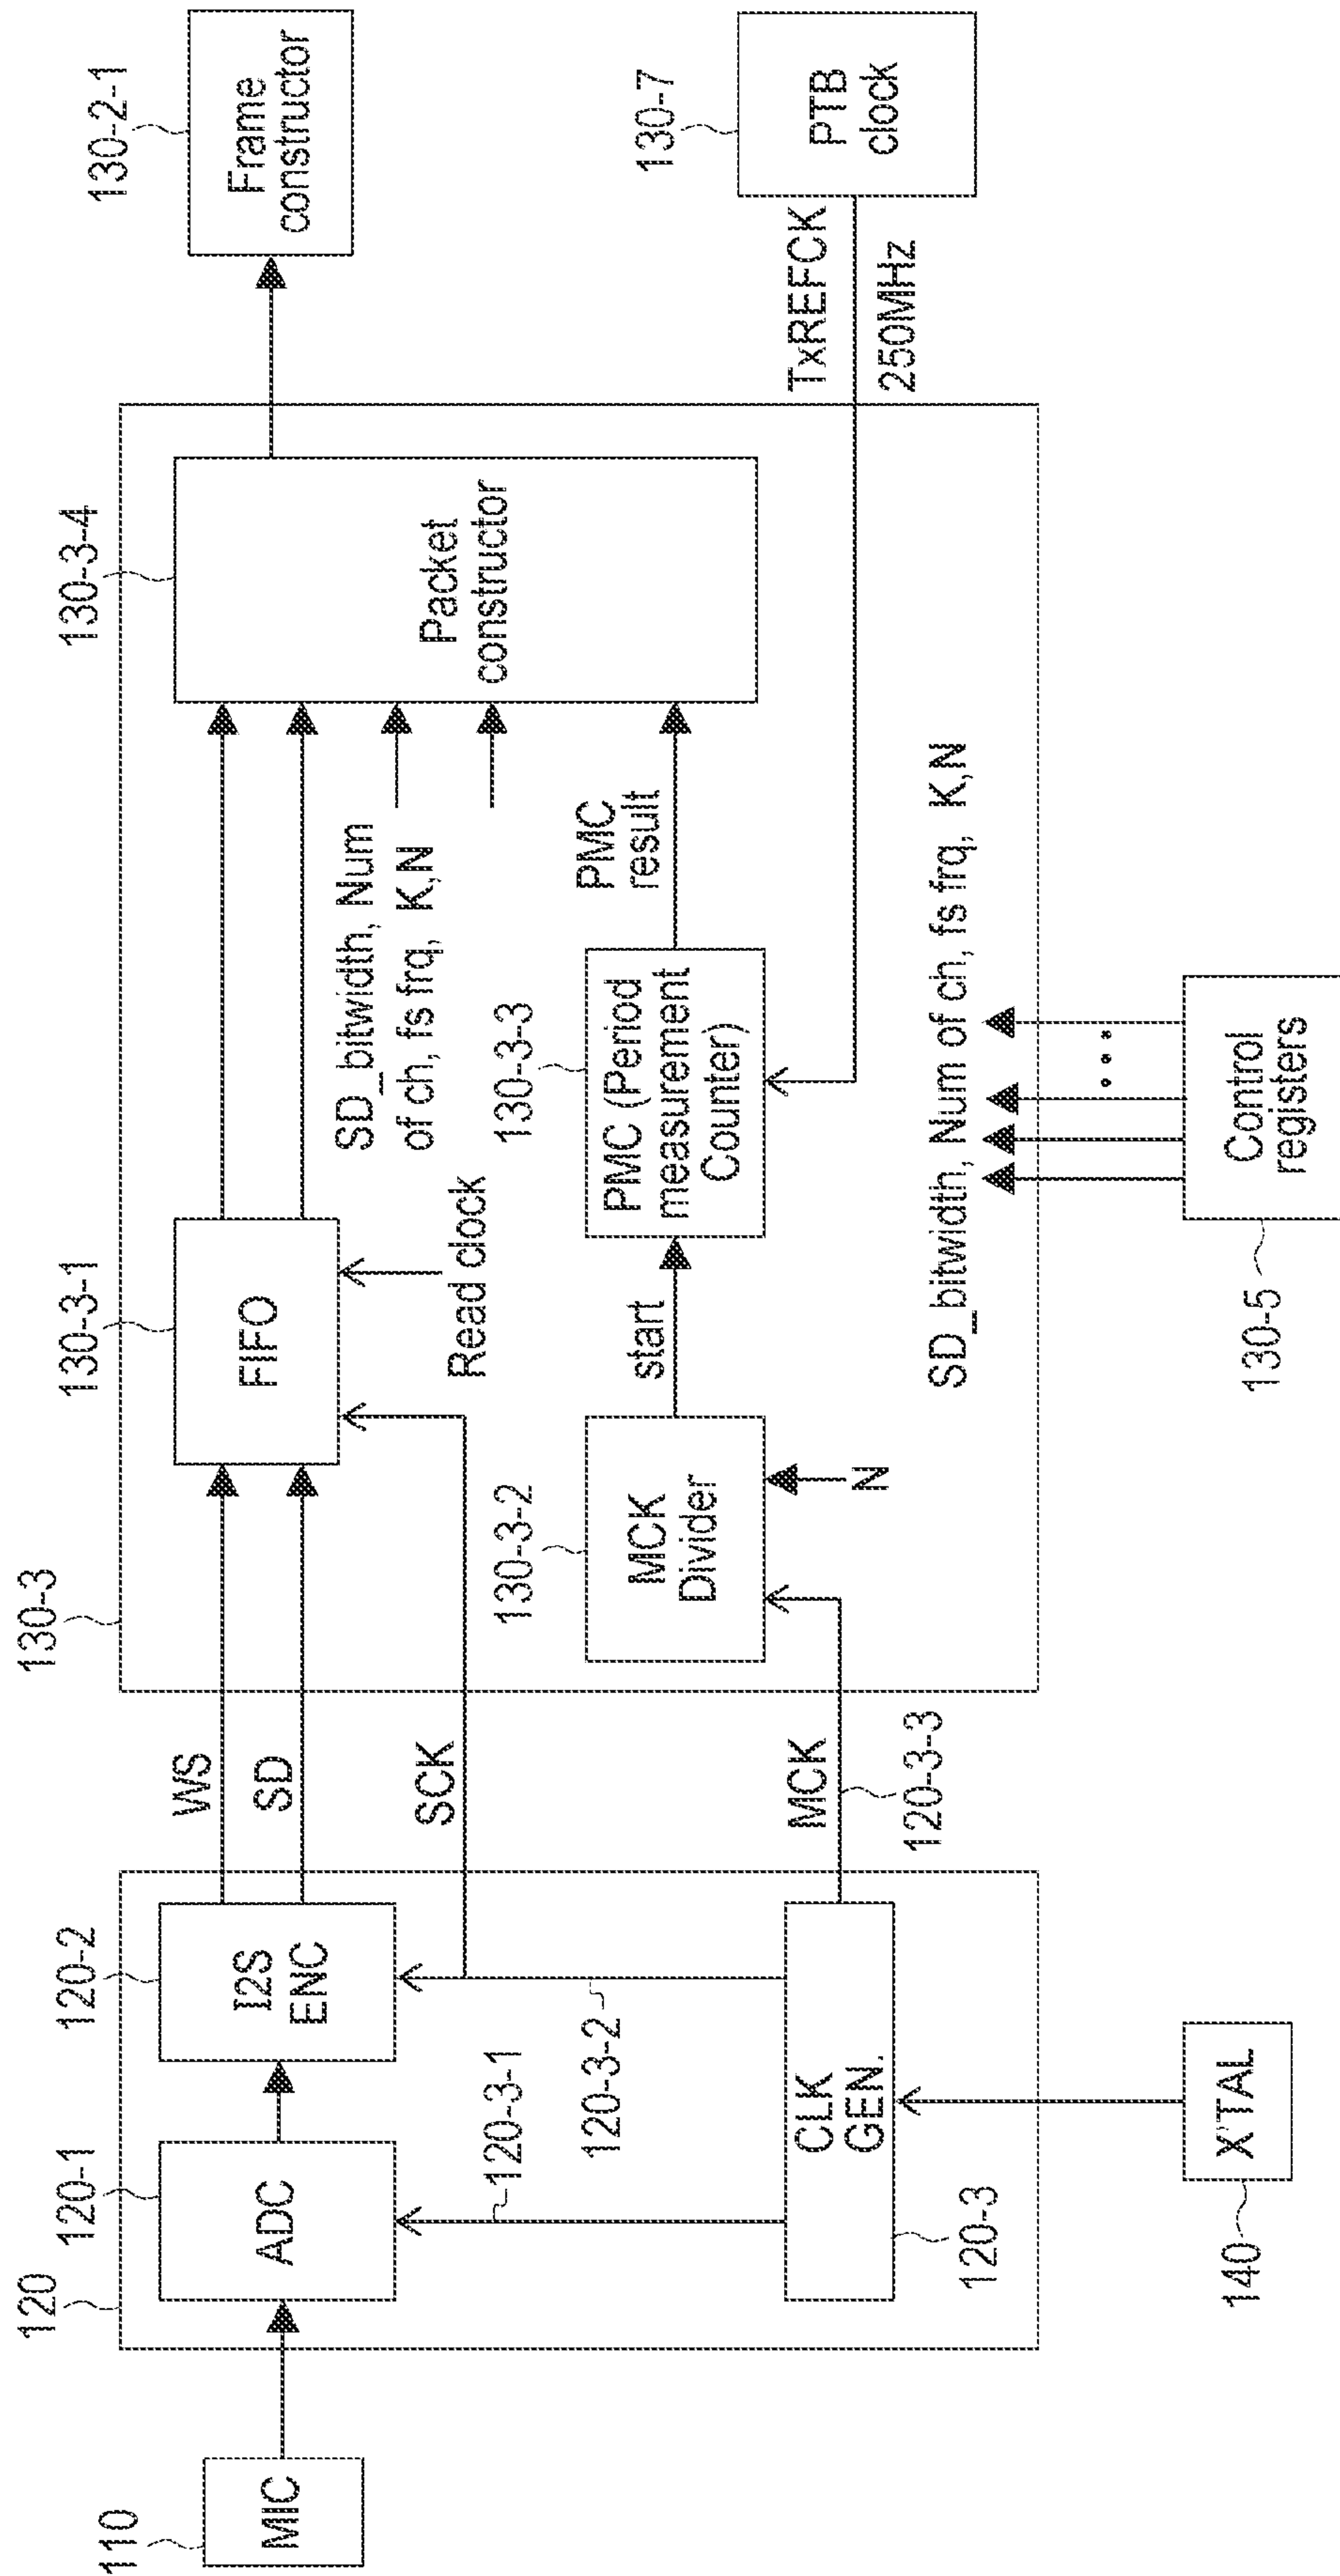 110
MIC
120
120-1
ADC
120-2
I2S
ENC
120-3-1
120-3-2
CLK
GEN.
120-3
140
X'TAL
WS
SD
SCK
MCK
120-3-3
130-3
130-3-1
FIFO
Read clock
130-3-2
MCK
Divider
N
start
130-3-3
PMC (Period
measurement
Counter)
SD_bitwidth, Num
of ch, fs frq, K,N
PMC
result
130-3-4
Packet
constructor
SD_bitwidth, Num of ch, fs frq, K,N
130-5
Control
registers
130-2-1
Frame
constructor
TxREFCK
250MHz
130-7
PTB
clock